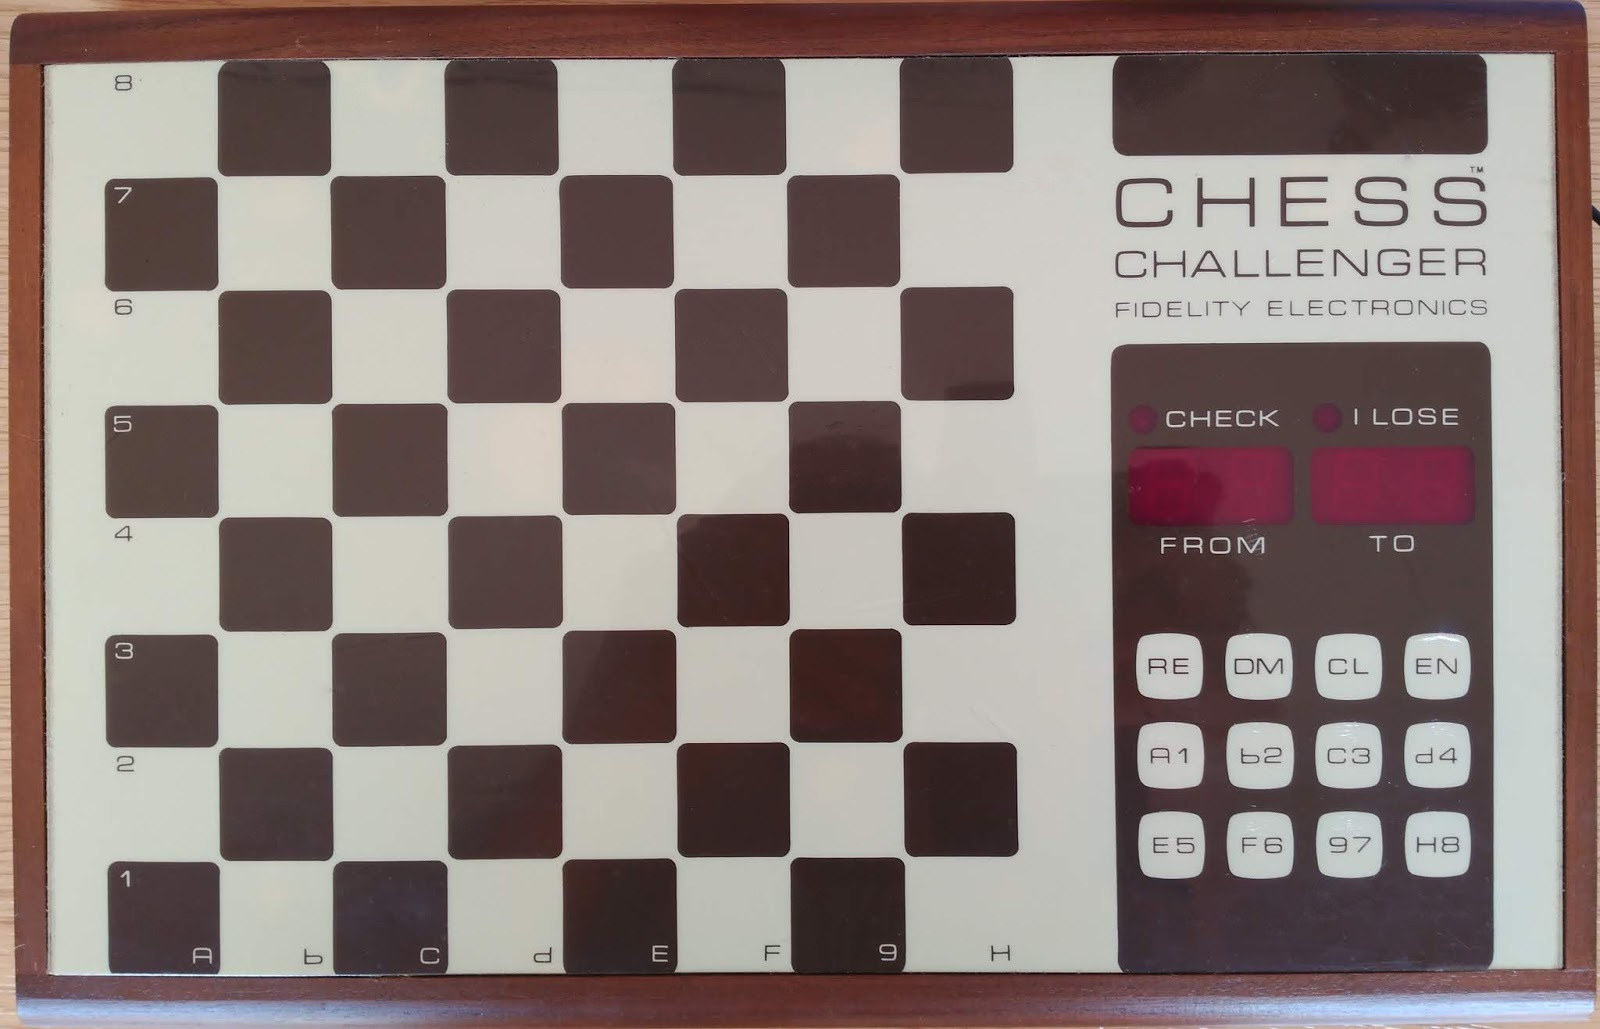 8
7
6
5
4
3
2
1
A b C d E F 9 H
CHESS™
CHALLENGER
FIDELITY ELECTRONICS
CHECK I LOSE
FROM TO
RE DM CL EN
A1 b2 C3 d4
E5 F6 97 H8